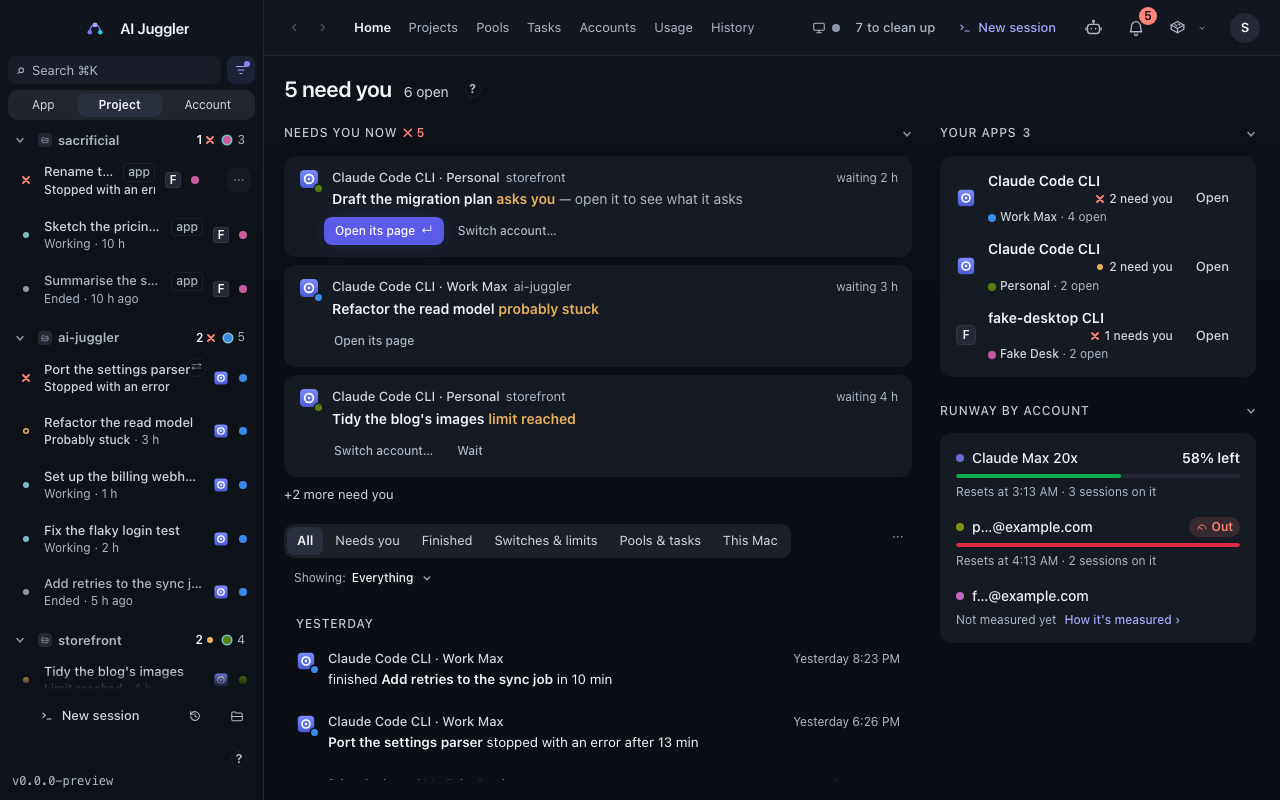 AI Juggler
Search ⌘K
App Project Account
sacrificial 1 3
Rename t... app F
Stopped with an
Sketch the pricin... app F
Working · 10 h
Summarise the s... app F
Ended · 10 h ago
ai-juggler 2 5
Port the settings parser
Stopped with an error
Refactor the read model
Probably stuck · 3 h
Set up the billing webh...
Working · 1 h
Fix the flaky login test
Working · 2 h
Add retries to the sync j...
Ended · 5 h ago
storefront 2 4
Tidy the blog's images
New session
?
v0.0.0-preview
Home Projects Pools Tasks Accounts Usage History
7 to clean up New session 5 S
5 need you 6 open ?
NEEDS YOU NOW 5
Claude Code CLI · Personal storefront waiting 2 h
Draft the migration plan asks you — open it to see what it asks
Open its page ↵ Switch account...
Claude Code CLI · Work Max ai-juggler waiting 3 h
Refactor the read model probably stuck
Open its page
Claude Code CLI · Personal storefront waiting 4 h
Tidy the blog's images limit reached
Switch account... Wait
+2 more need you
All Needs you Finished Switches & limits Pools & tasks This Mac ...
Showing: Everything
YESTERDAY
Claude Code CLI · Work Max Yesterday 8:23 PM
finished Add retries to the sync job in 10 min
Claude Code CLI · Work Max Yesterday 6:26 PM
Port the settings parser stopped with an error after 13 min
YOUR APPS 3
Claude Code CLI
2 need you Open
Work Max · 4 open
Claude Code CLI
2 need you Open
Personal · 2 open
F fake-desktop CLI
1 needs you Open
Fake Desk · 2 open
RUNWAY BY ACCOUNT
Claude Max 20x 58% left
Resets at 3:13 AM · 3 sessions on it
p...@example.com Out
Resets at 4:13 AM · 2 sessions on it
f...@example.com
Not measured yet How it's measured ›